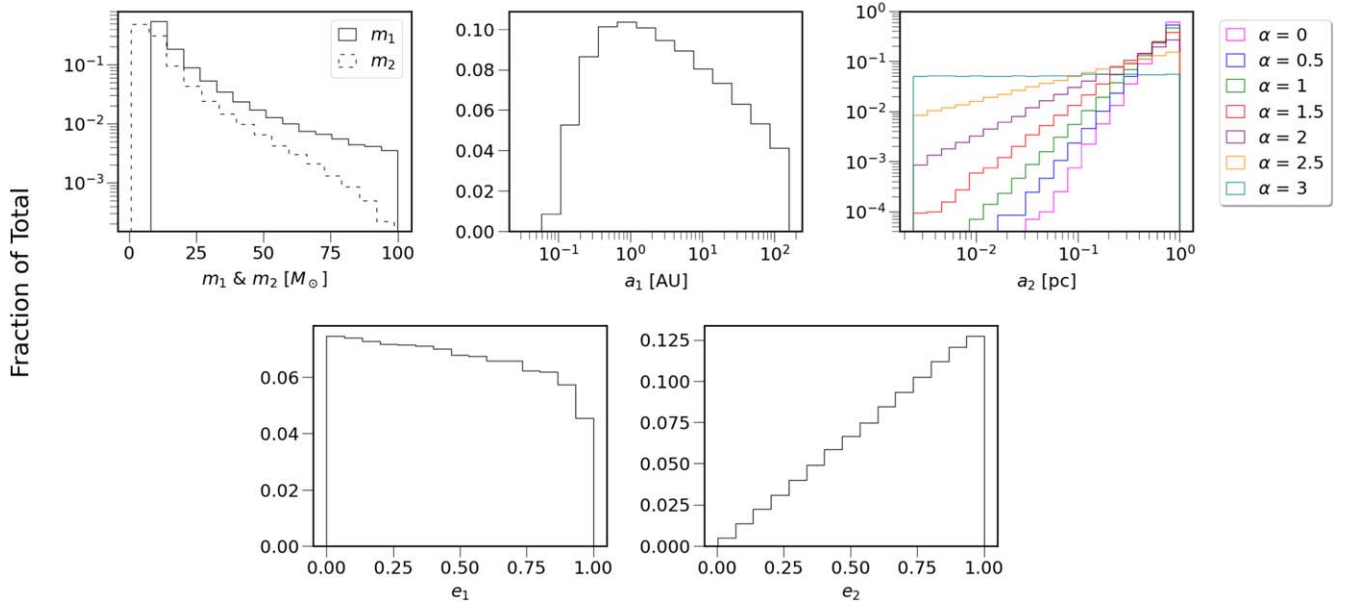 Fraction of Total
10⁻¹
10⁻²
10⁻³
0 25 50 75 100
m₁ & m₂ [M⊙]
m₁
m₂
0.10
0.08
0.06
0.04
0.02
0.00
10⁻¹ 10⁰ 10¹ 10²
a₁ [AU]
10⁰
10⁻¹
10⁻²
10⁻³
10⁻⁴
10⁻² 10⁻¹ 10⁰
a₂ [pc]
α = 0
α = 0.5
α = 1
α = 1.5
α = 2
α = 2.5
α = 3
0.06
0.04
0.02
0.00
0.00 0.25 0.50 0.75 1.00
e₁
0.125
0.100
0.075
0.050
0.025
0.000
0.00 0.25 0.50 0.75 1.00
e₂